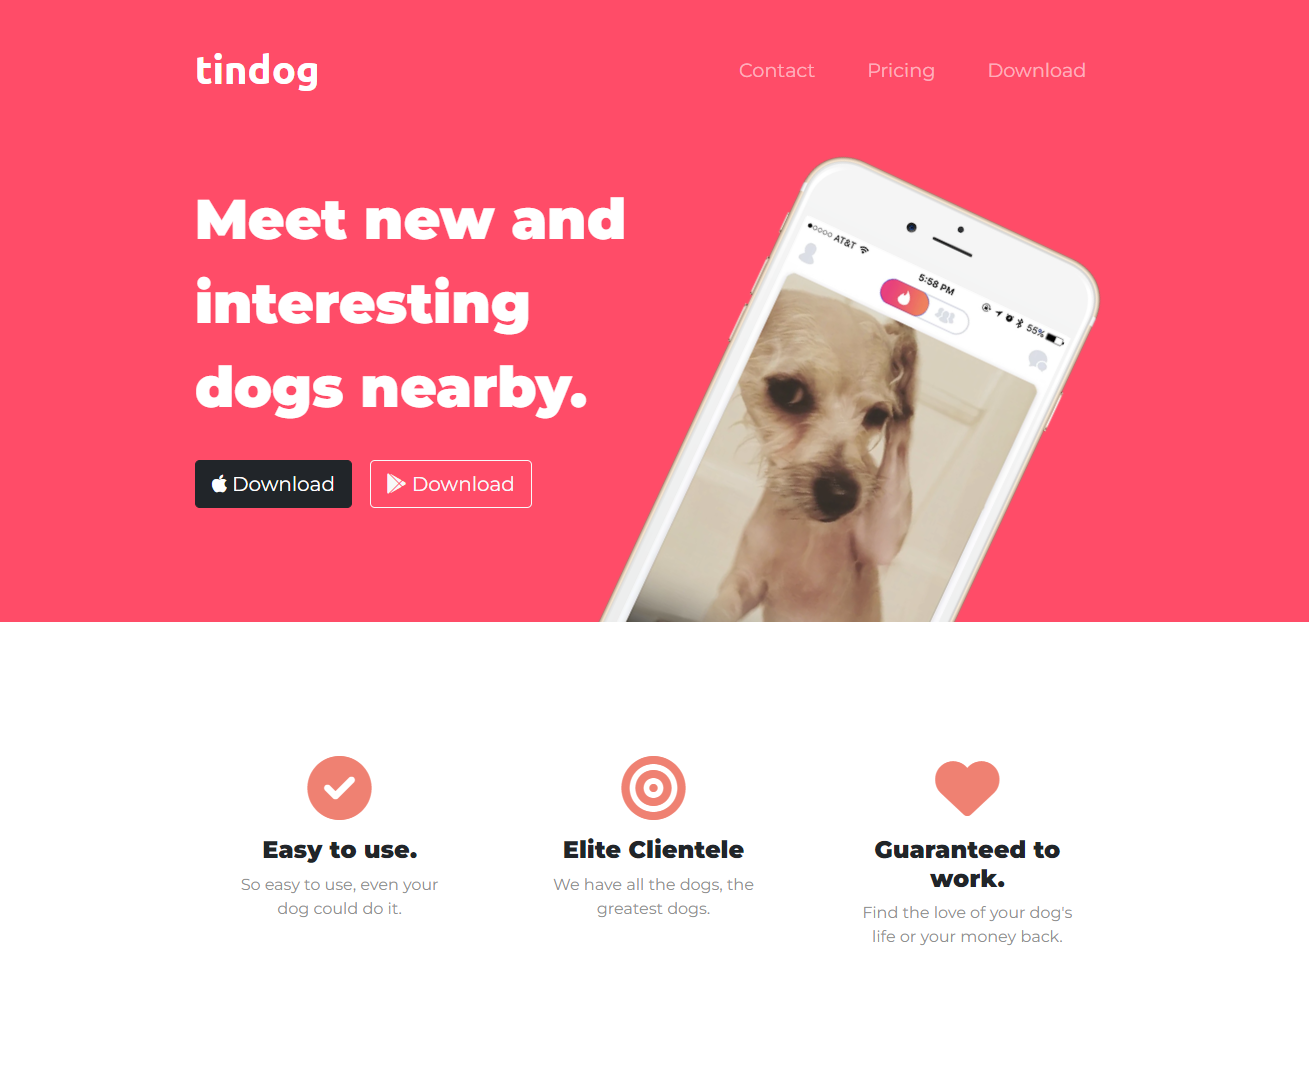 tindog
Contact Pricing Download
Meet new and
interesting
dogs nearby.
Download Download
AT&T
5:58 PM
55%
Easy to use.
So easy to use, even your
dog could do it.
Elite Clientele
We have all the dogs, the
greatest dogs.
Guaranteed to
work.
Find the love of your dog's
life or your money back.